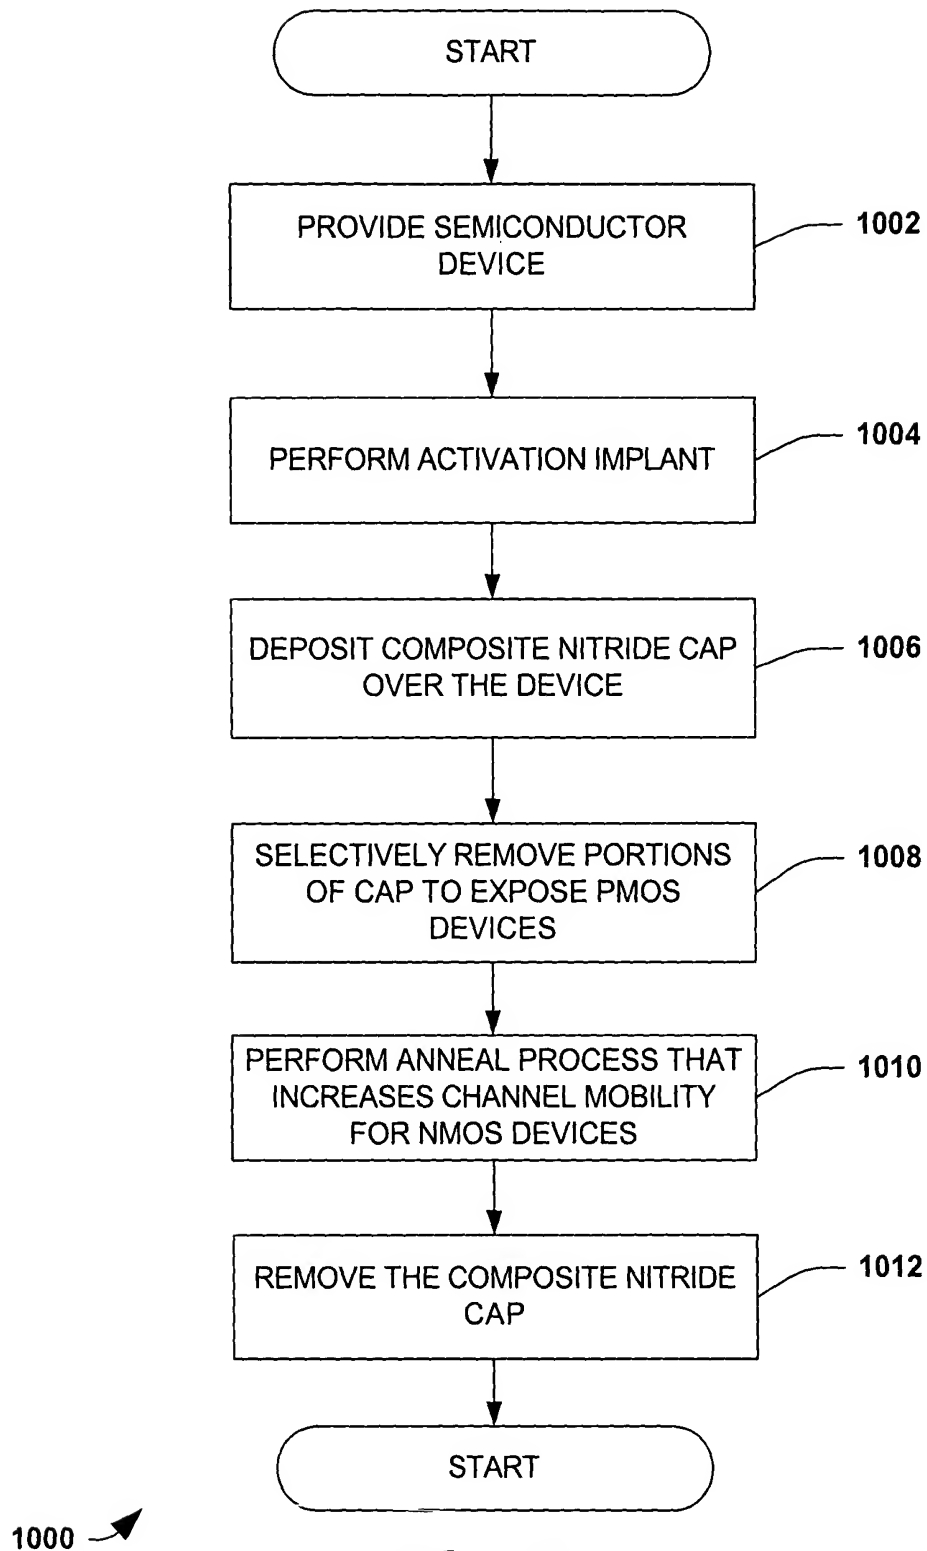 START
PROVIDE SEMICONDUCTOR
DEVICE
1002
PERFORM ACTIVATION IMPLANT
1004
DEPOSIT COMPOSITE NITRIDE CAP
OVER THE DEVICE
1006
SELECTIVELY REMOVE PORTIONS
OF CAP TO EXPOSE PMOS
DEVICES
1008
PERFORM ANNEAL PROCESS THAT
INCREASES CHANNEL MOBILITY
FOR NMOS DEVICES
1010
REMOVE THE COMPOSITE NITRIDE
CAP
1012
START
1000